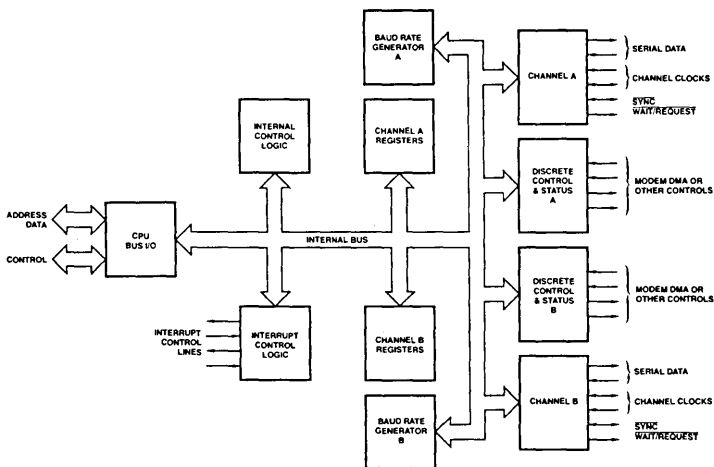 BAUD RATE
GENERATOR
A
CHANNEL A
SERIAL DATA
CHANNEL CLOCKS
SYNC
WAIT/REQUEST
INTERNAL
CONTROL
LOGIC
CHANNEL A
REGISTERS
DISCRETE
CONTROL
& STATUS
A
MODEM DMA OR
OTHER CONTROLS
ADDRESS
DATA
CONTROL
CPU
BUS I/O
INTERNAL BUS
DISCRETE
CONTROL
& STATUS
B
MODEM DMA OR
OTHER CONTROLS
INTERRUPT
CONTROL
LINES
INTERRUPT
CONTROL
LOGIC
CHANNEL B
REGISTERS
CHANNEL B
SERIAL DATA
CHANNEL CLOCKS
SYNC
WAIT/REQUEST
BAUD RATE
GENERATOR
B